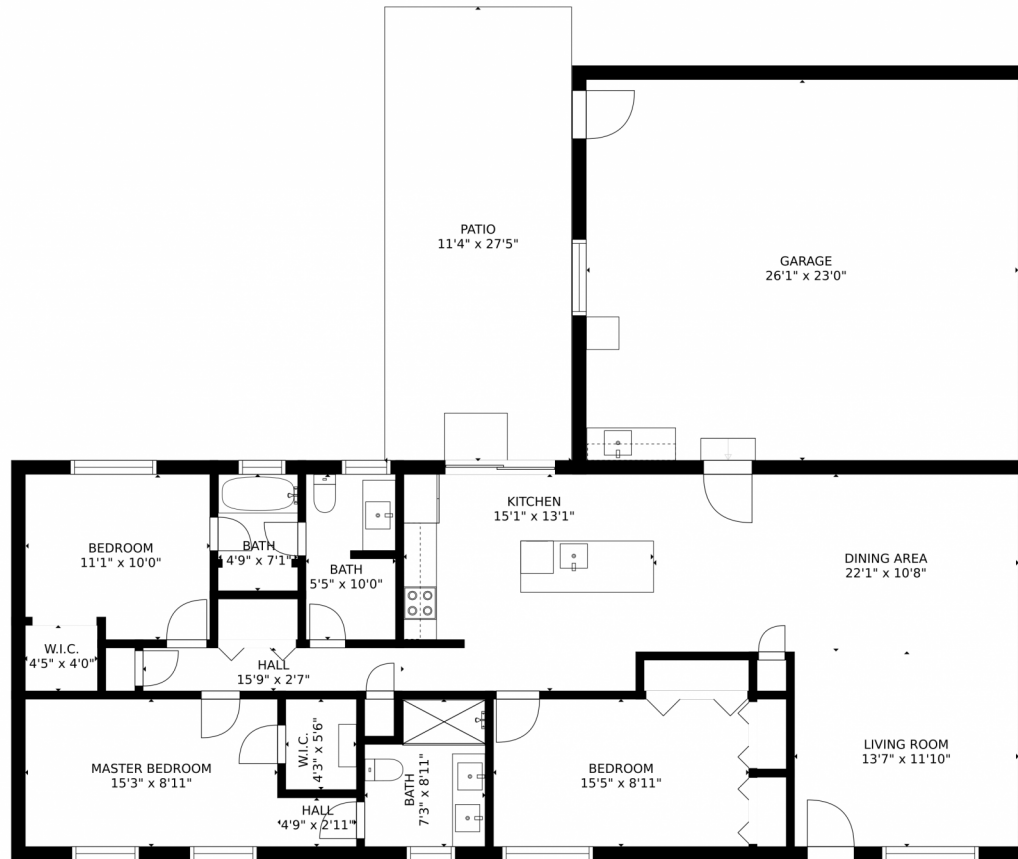 PATIO
11'4" x 27'5"
GARAGE
26'1" x 23'0"
KITCHEN
15'1" x 13'1"
BEDROOM
11'1" x 10'0"
BATH
4'9" x 7'1"
BATH
5'5" x 10'0"
DINING AREA
22'1" x 10'8"
W.I.C.
4'5" x 4'0"
HALL
15'9" x 2'7"
MASTER BEDROOM
15'3" x 8'11"
W.I.C.
4'3" x 5'6"
HALL
4'9" x 2'11"
BATH
7'3" x 8'11"
BEDROOM
15'5" x 8'11"
LIVING ROOM
13'7" x 11'10"